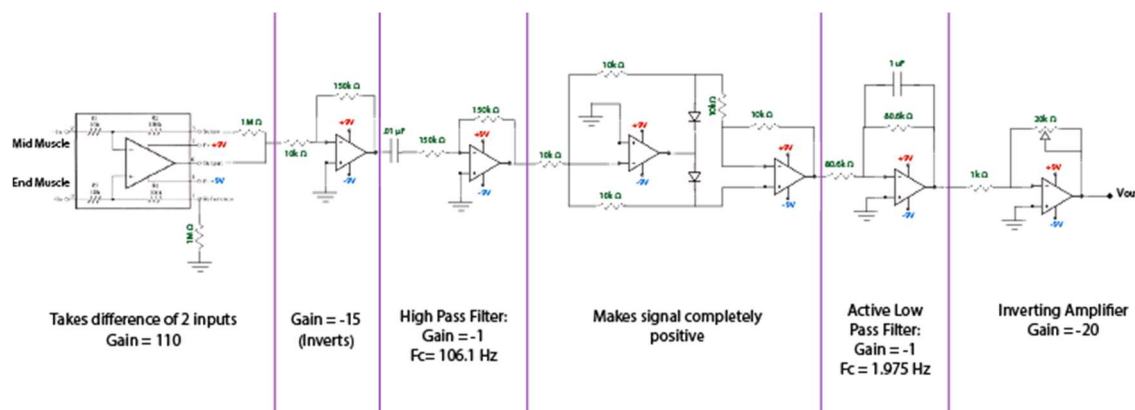 Mid Muscle
End Muscle
1M Ω
+9V
-9V
1M Ω
10k Ω
150k Ω
+9V
-9V
.01 µF
150k Ω
150k Ω
+9V
-9V
10k Ω
10k Ω
10k Ω
+9V
-9V
10k Ω
10k Ω
+9V
-9V
80.6k Ω
1 uF
80.6k Ω
+9V
-9V
1k Ω
20k Ω
+9V
-9V
Vou
Takes difference of 2 inputs
Gain = 110
Gain = -15
(Inverts)
High Pass Filter:
Gain = -1
Fc= 106.1 Hz
Makes signal completely
positive
Active Low
Pass Filter:
Gain = -1
Fc = 1.975 Hz
Inverting Amplifier
Gain = -20